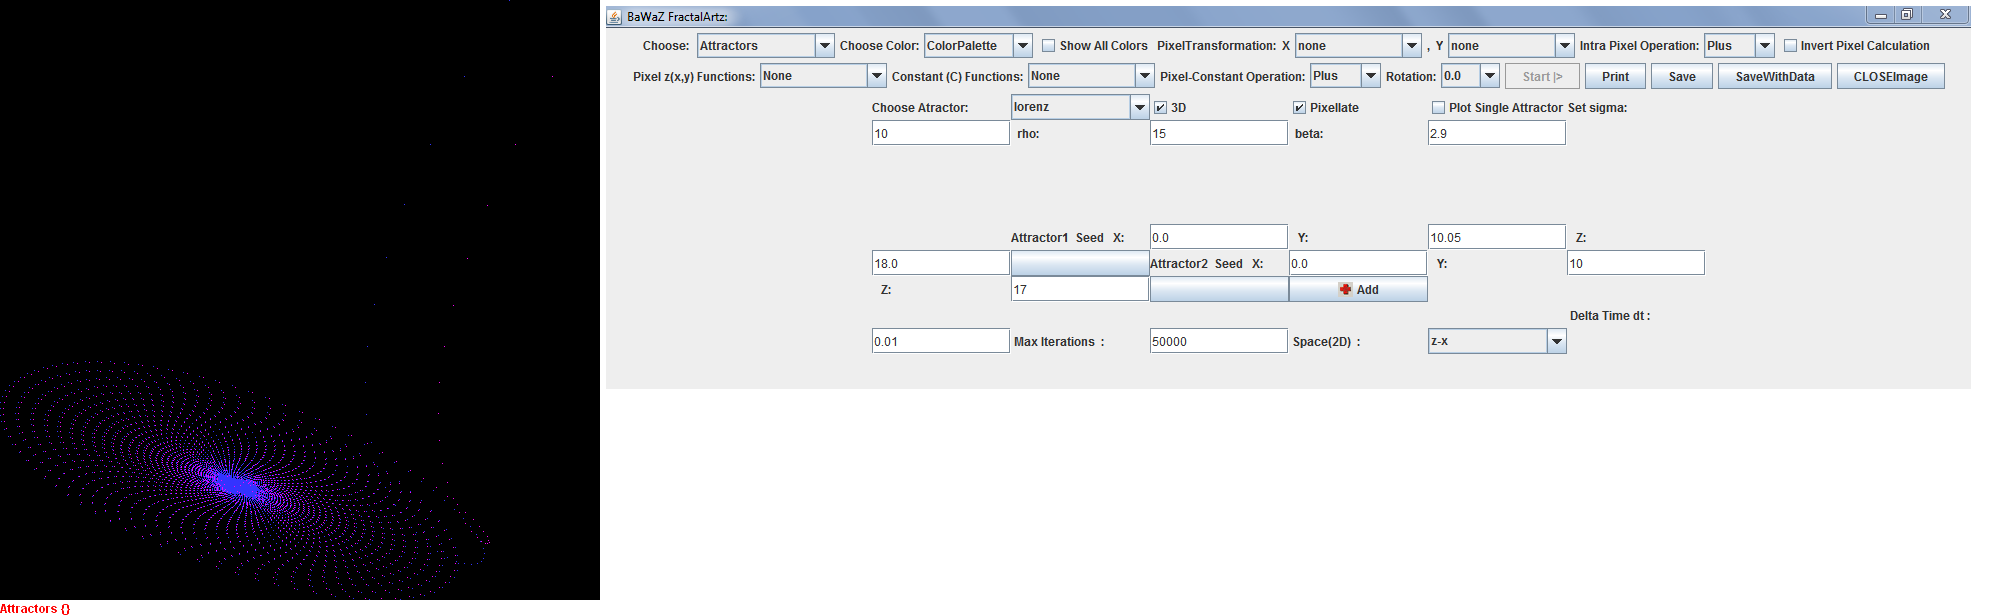 BaWaZ FractalArtz:
Choose: Attractors Choose Color: ColorPalette Show All Colors PixelTransformation: X none , Y none Intra Pixel Operation: Plus Invert Pixel Calculation
Pixel z(x,y) Functions: None Constant (C) Functions: None Pixel-Constant Operation: Plus Rotation: 0.0 Start |> Print Save SaveWithData CLOSEImage
Choose Atractor: lorenz 3D Pixellate Plot Single Attractor Set sigma:
10 rho: 15 beta: 2.9
Attractor1 Seed X: 0.0 Y: 10.05 Z:
18.0 Attractor2 Seed X: 0.0 Y: 10
Z: 17 Add
Delta Time dt :
0.01 Max Iterations : 50000 Space(2D) : z-x
Attractors {}